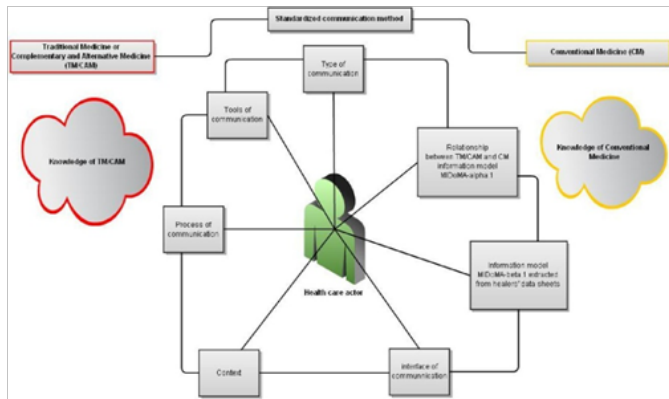 Standardized communication method
Traditional Medicine or
Complementary and Alternative Medicine
(TM/CAM)
Conventional Medicine (CM)
Type of
communication
Tools of
communication
Knowledge of TM/CAM
Relationship
between TM/CAM and CM
information model
MIDoMA-alpha 1
Knowledge of Conventional
Medicine
Process of
communication
Information model
MIDoMA-beta 1 extracted
from healers' data sheets
Health care actor
Context
Interface of
communication